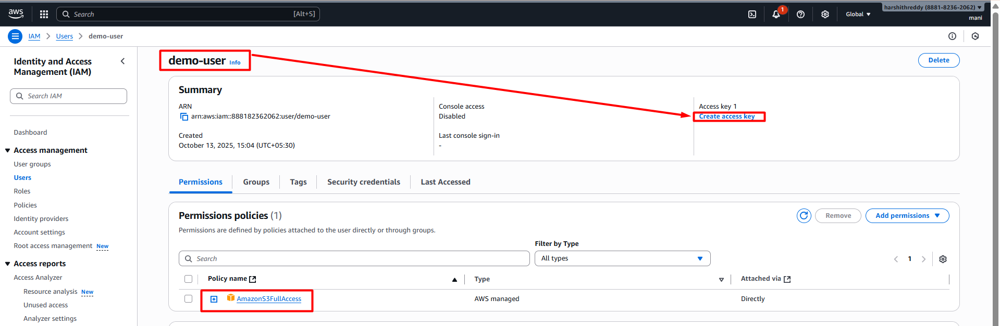 aws
Search [Alt+S]
1
Global
harshithreddy (8881-8236-2062)
mani
IAM > Users > demo-user
Identity and Access
Management (IAM)
Search IAM
Dashboard
Access management
User groups
Users
Roles
Policies
Identity providers
Account settings
Root access management New
Access reports
Access Analyzer
Resource analysis New
Unused access
Analyzer settings
demo-user Info
Delete
Summary
ARN
arn:aws:iam::888182362062:user/demo-user
Created
October 13, 2025, 15:04 (UTC+05:30)
Console access
Disabled
Last console sign-in
-
Access key 1
Create access key
Permissions Groups Tags Security credentials Last Accessed
Permissions policies (1)
Remove Add permissions
Permissions are defined by policies attached to the user directly or through groups.
Filter by Type
Search All types 1
Policy name Type Attached via
AmazonS3FullAccess AWS managed Directly